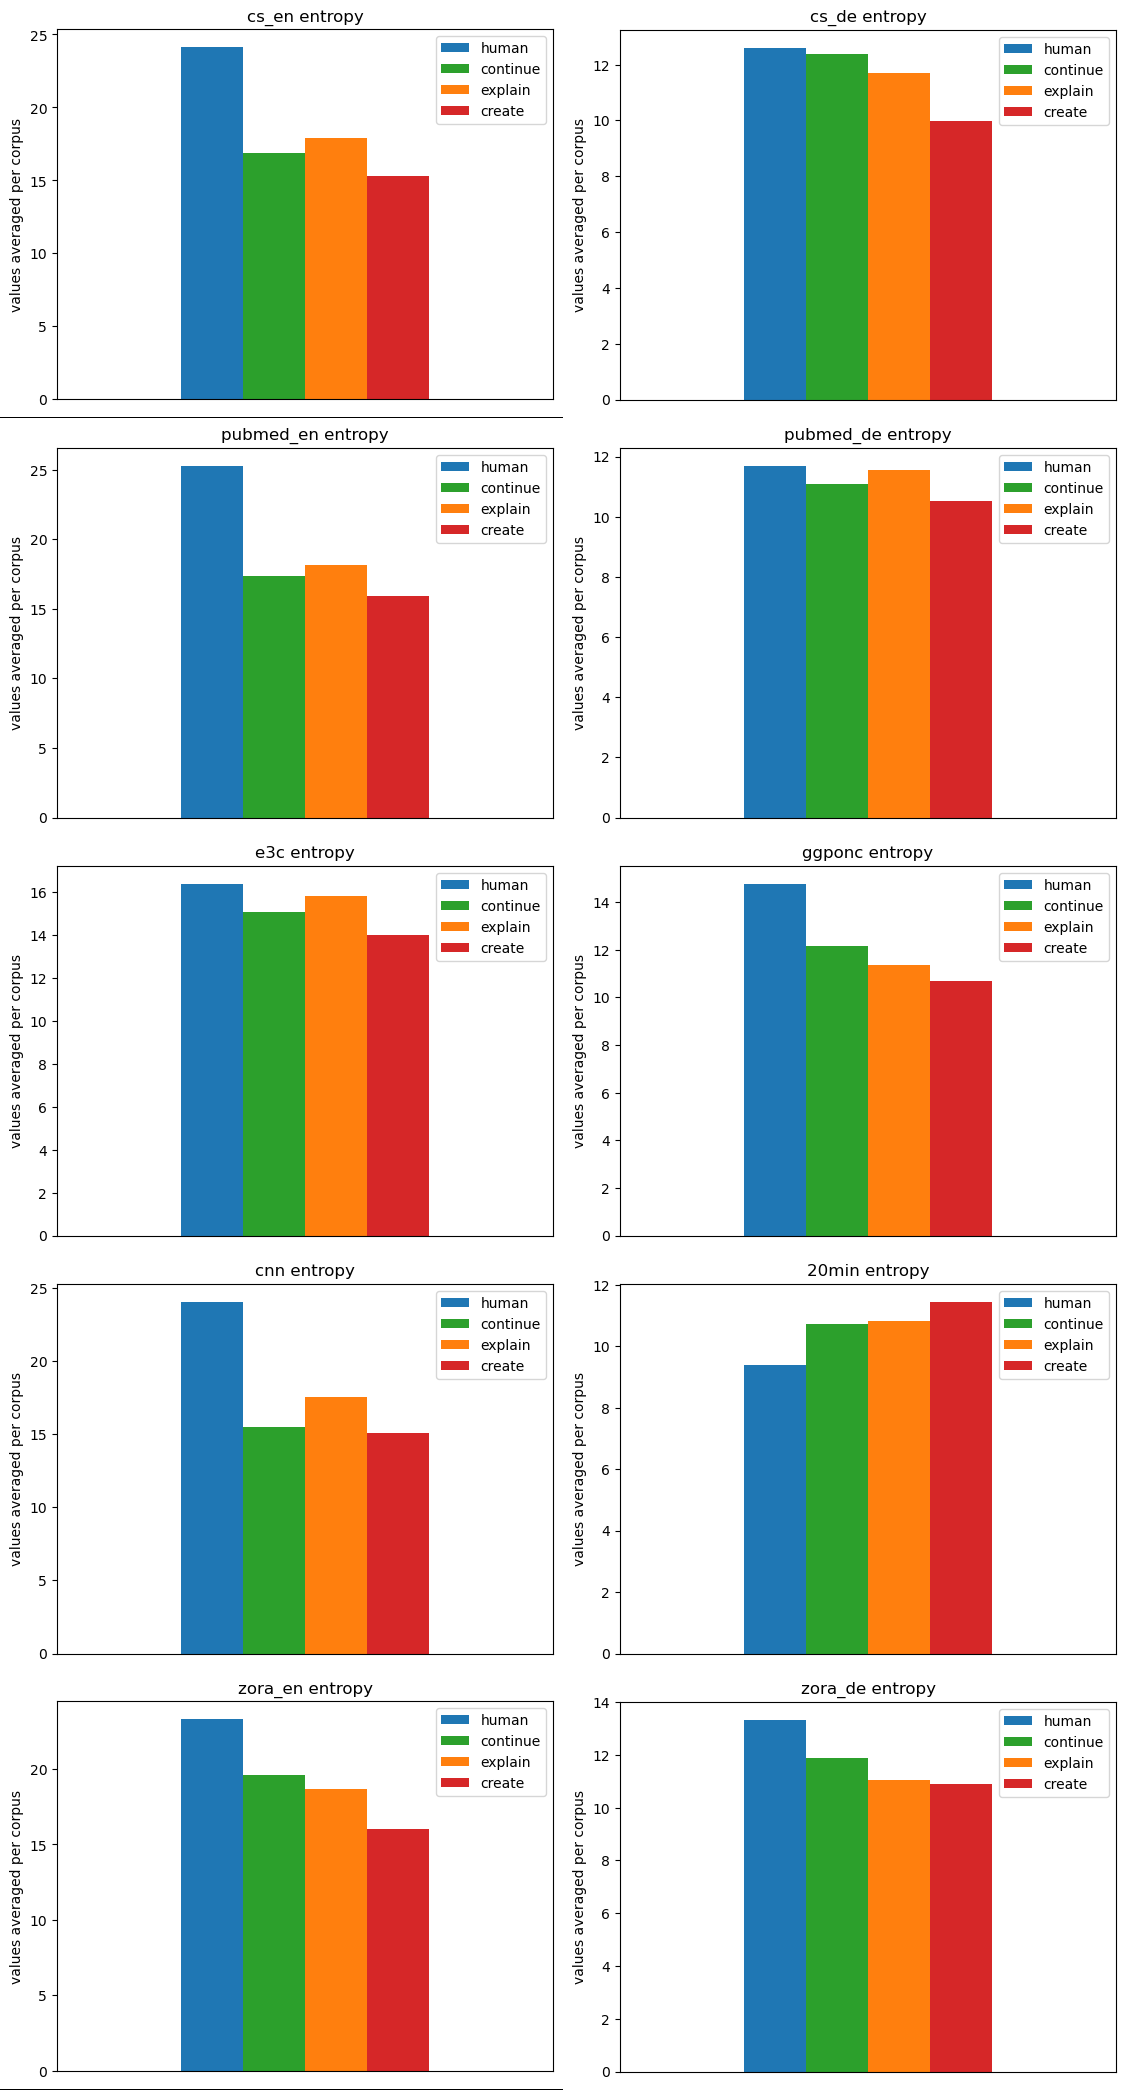 cs_en entropy
values averaged per corpus
25
20
15
10
5
0
human
continue
explain
create
cs_de entropy
values averaged per corpus
12
10
8
6
4
2
0
human
continue
explain
create
pubmed_en entropy
values averaged per corpus
25
20
15
10
5
0
human
continue
explain
create
pubmed_de entropy
values averaged per corpus
12
10
8
6
4
2
0
human
continue
explain
create
e3c entropy
values averaged per corpus
16
14
12
10
8
6
4
2
0
human
continue
explain
create
ggponc entropy
values averaged per corpus
14
12
10
8
6
4
2
0
human
continue
explain
create
cnn entropy
values averaged per corpus
25
20
15
10
5
0
human
continue
explain
create
20min entropy
values averaged per corpus
12
10
8
6
4
2
0
human
continue
explain
create
zora_en entropy
values averaged per corpus
20
15
10
5
0
human
continue
explain
create
zora_de entropy
values averaged per corpus
14
12
10
8
6
4
2
0
human
continue
explain
create